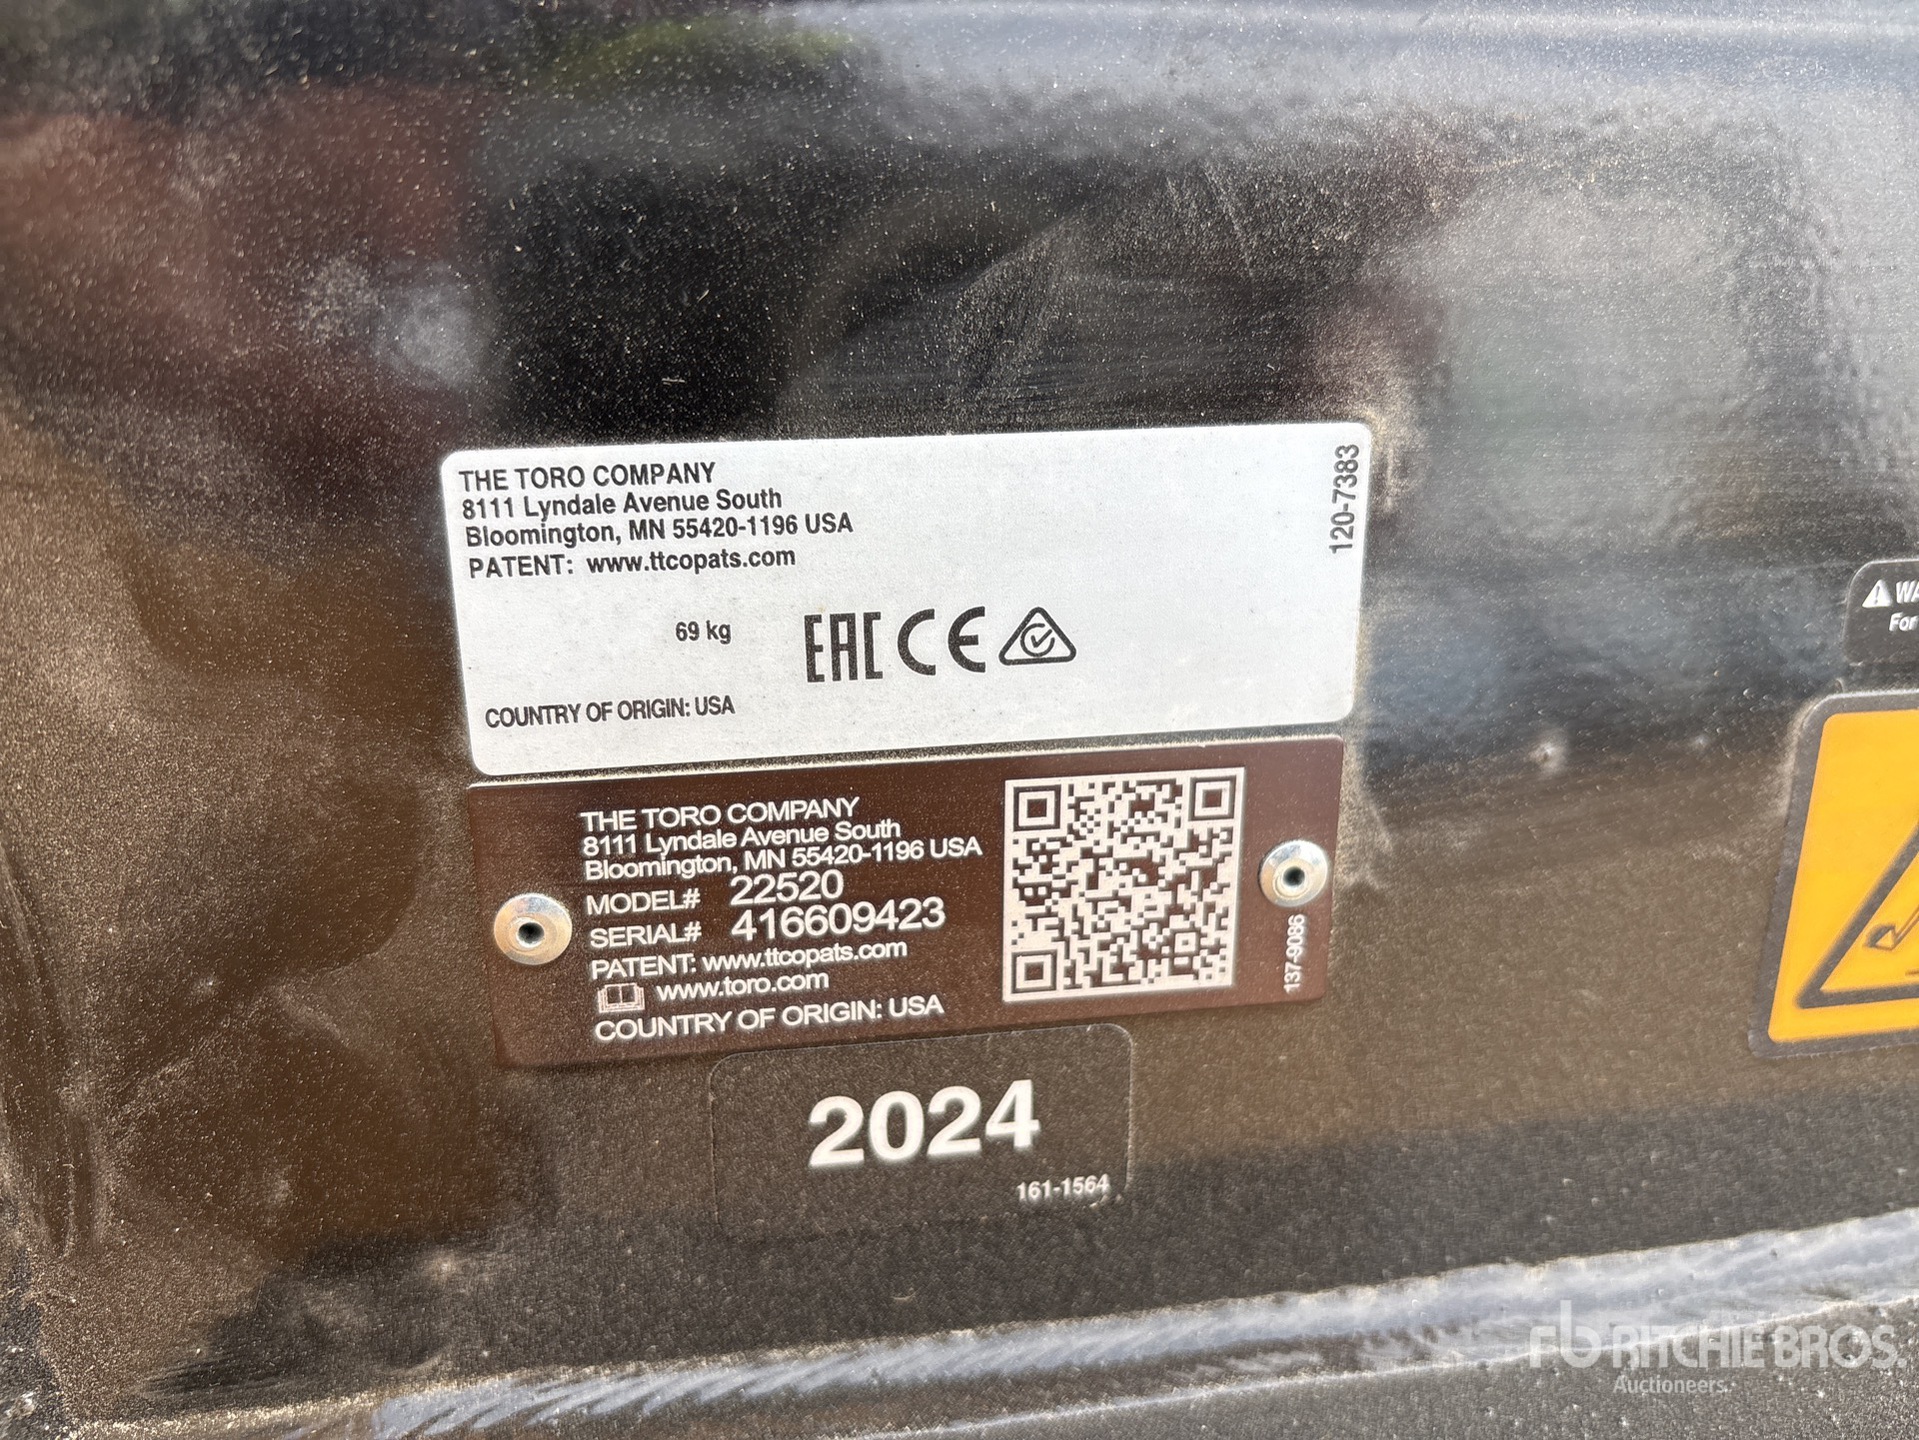 THE TORO COMPANY
8111 Lyndale Avenue South
Bloomington, MN 55420-1196 USA
PATENT: www.ttcopats.com
120-7383
69 kg
EAC CE
COUNTRY OF ORIGIN: USA
THE TORO COMPANY
8111 Lyndale Avenue South
Bloomington, MN 55420-1196 USA
MODEL# 22520
SERIAL# 416609423
PATENT: www.ttcopats.com
www.toro.com
COUNTRY OF ORIGIN: USA
137-9086
2024
161-1564
WA
For
rb RITCHIE BROS.
Auctioneers